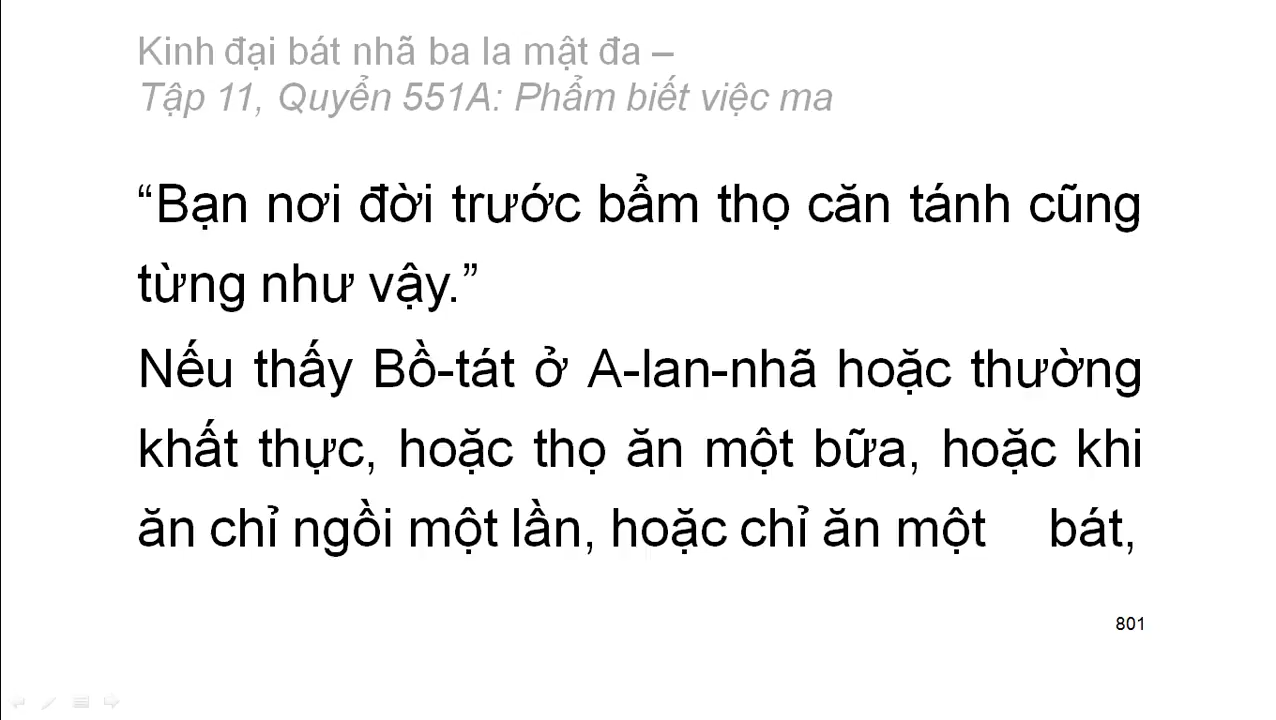 Kinh đại bát nhã ba la mật đa –
Tập 11, Quyển 551A: Phẩm biết việc ma
“Bạn nơi đời trước bẩm thọ căn tánh cũng
từng như vậy.”
Nếu thấy Bồ-tát ở A-lan-nhã hoặc thường
khất thực, hoặc thọ ăn một bữa, hoặc khi
ăn chỉ ngồi một lần, hoặc chỉ ăn một bát,
801